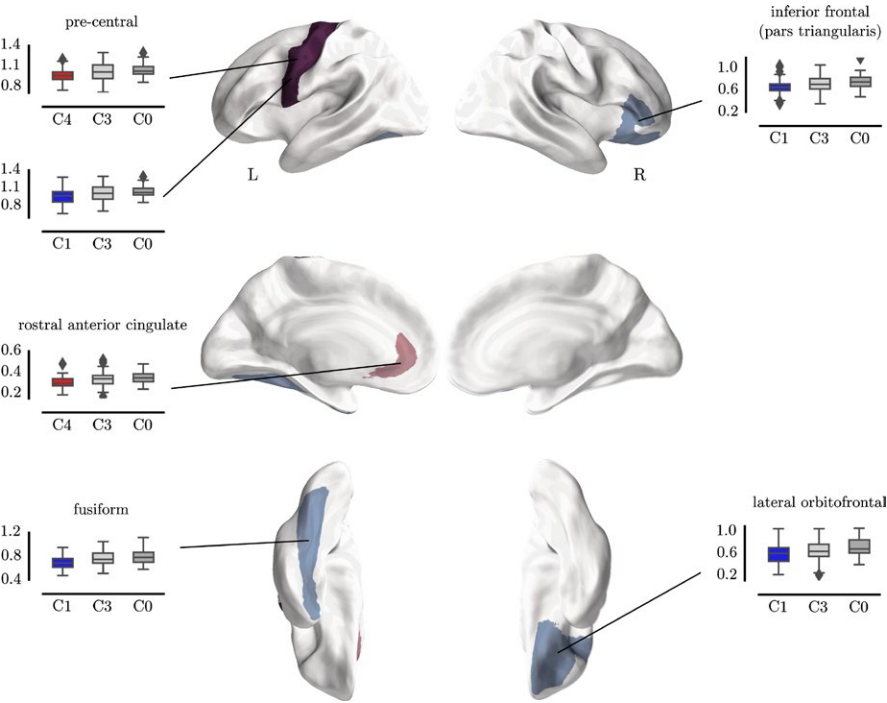 pre-central
1.4
1.1
0.8
C4 C3 C0
1.4
1.1
0.8
C1 C3 C0
L
R
inferior frontal
(pars triangularis)
1.0
0.6
0.2
C1 C3 C0
rostral anterior cingulate
0.6
0.4
0.2
C4 C3 C0
fusiform
1.2
0.8
0.4
C1 C3 C0
lateral orbitofrontal
1.0
0.6
0.2
C1 C3 C0